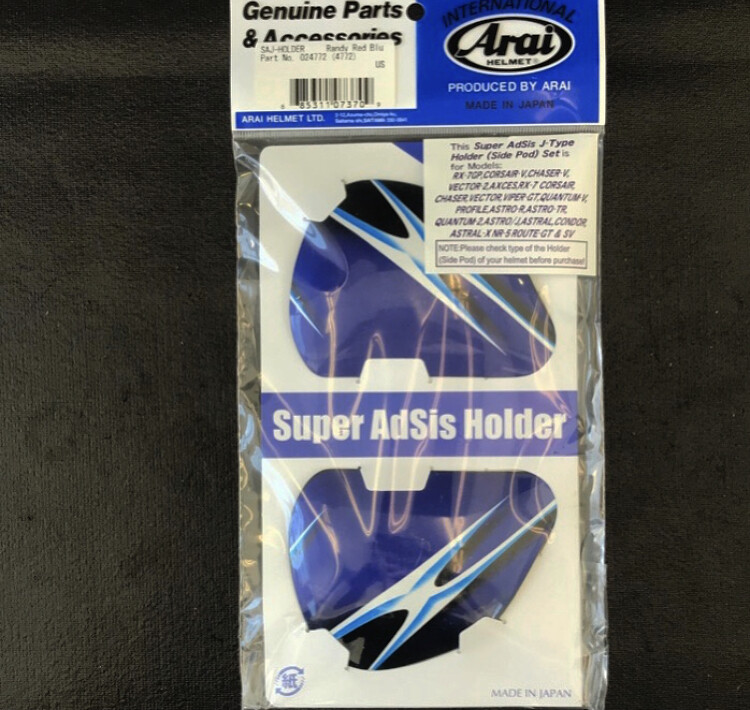 Genuine Parts
& Accessories
SAJ-HOLDER Randy Red Blu
Part No. 024772 (4772)
US
85311 07370 9
ARAI HELMET LTD.
INTERNATIONAL
Arai
HELMET®
PRODUCED BY ARAI
MADE IN JAPAN
This Super AdSis J-Type
Holder (Side Pod) Set is
for Models:
RX-7GP,CORSAIR-V,CHASER-V,
VECTOR-2,AXCES,RX-7 CORSAIR,
CHASER,VECTOR,VIPER-GT,QUANTUM-V,
PROFILE,ASTRO-R,ASTRO-TR,
QUANTUM-2,ASTRO/J,ASTRAL,CONDOR,
ASTRAL-X NR-5 ROUTE-GT & SV
NOTE:Please check type of the Holder
(Side Pod) of your helmet before purchase!
Super AdSis Holder
紙
MADE IN JAPAN